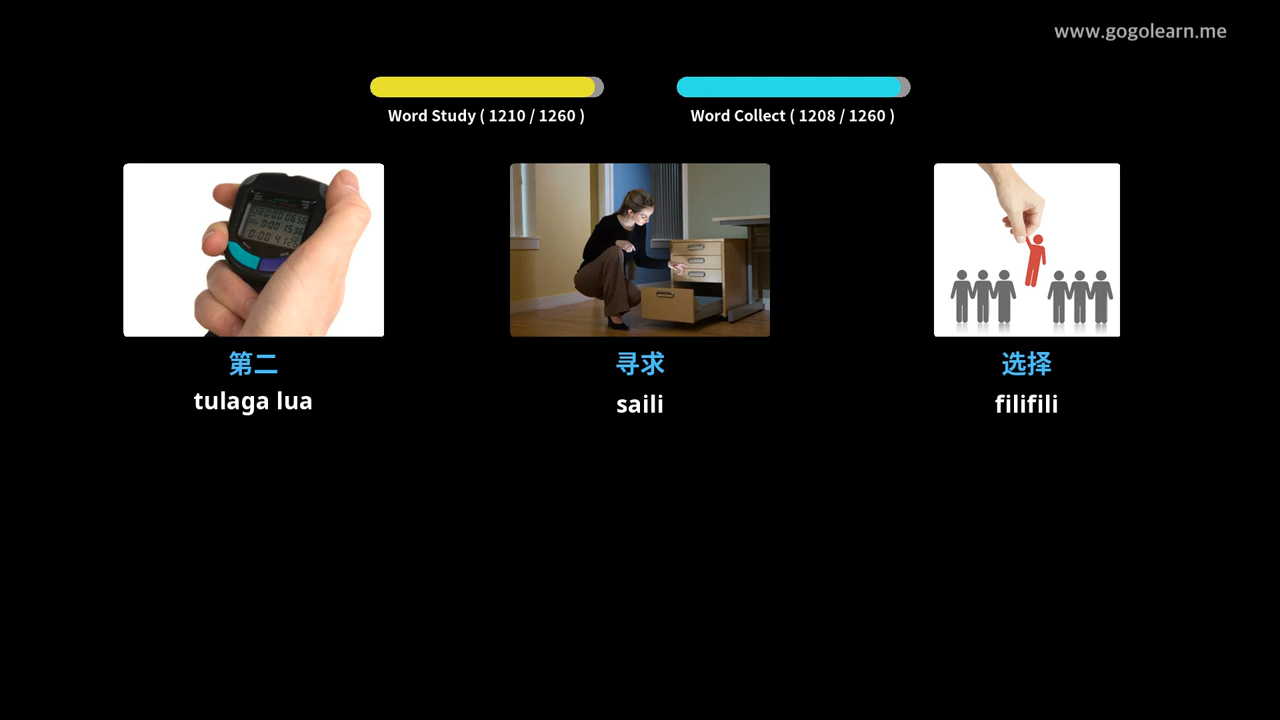 www.gogolearn.me
Word Study ( 1210 / 1260 )
Word Collect ( 1208 / 1260 )
第二
寻求
选择
tulaga lua
saili
filifili